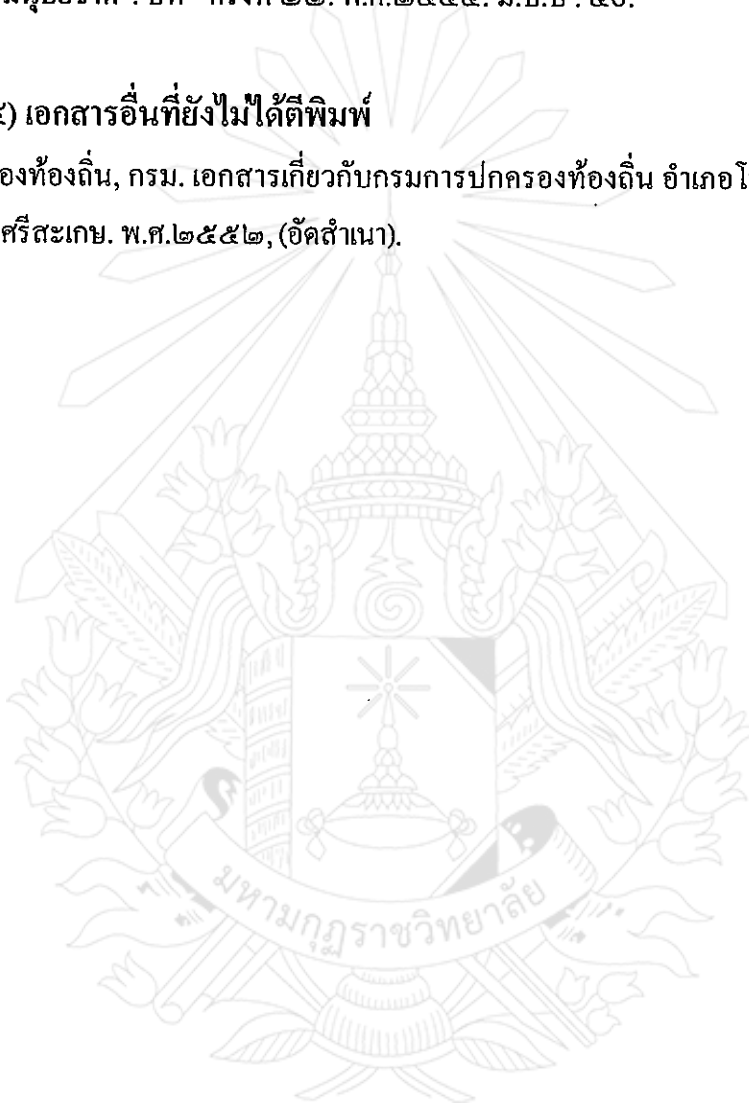 ๕) เอกสารอื่นที่ยังไม่ได้ตีพิมพ์
องท้องถิ่น, กรม. เอกสารเกี่ยวกับกรมการปกครองท้องถิ่น อำเภอโ
ศรีสะเกษ. พ.ศ.๒๕๕๒, (อัดสำเนา).
มหามกุฏราชวิทยาลัย